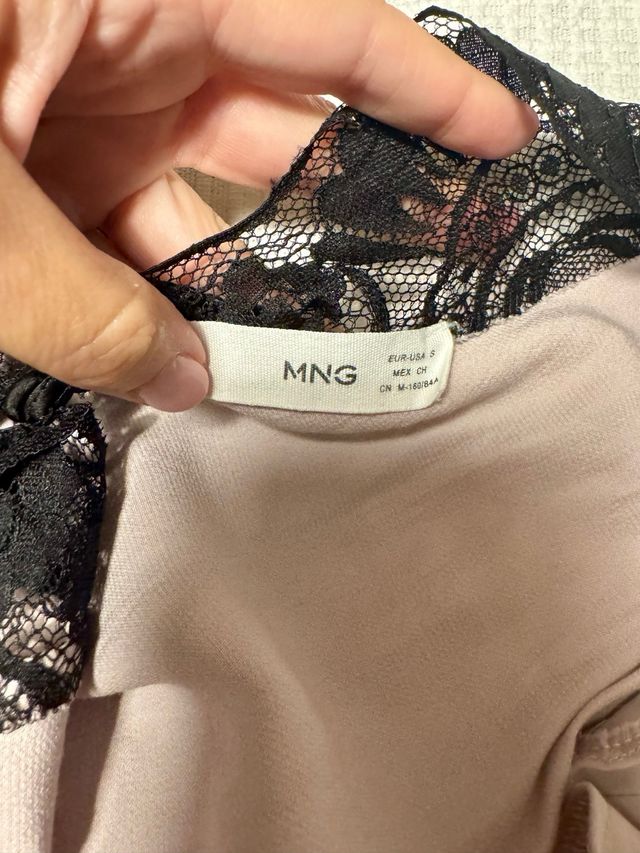 MNG
EUR-USA S
MEX CH
CN M-160/84A